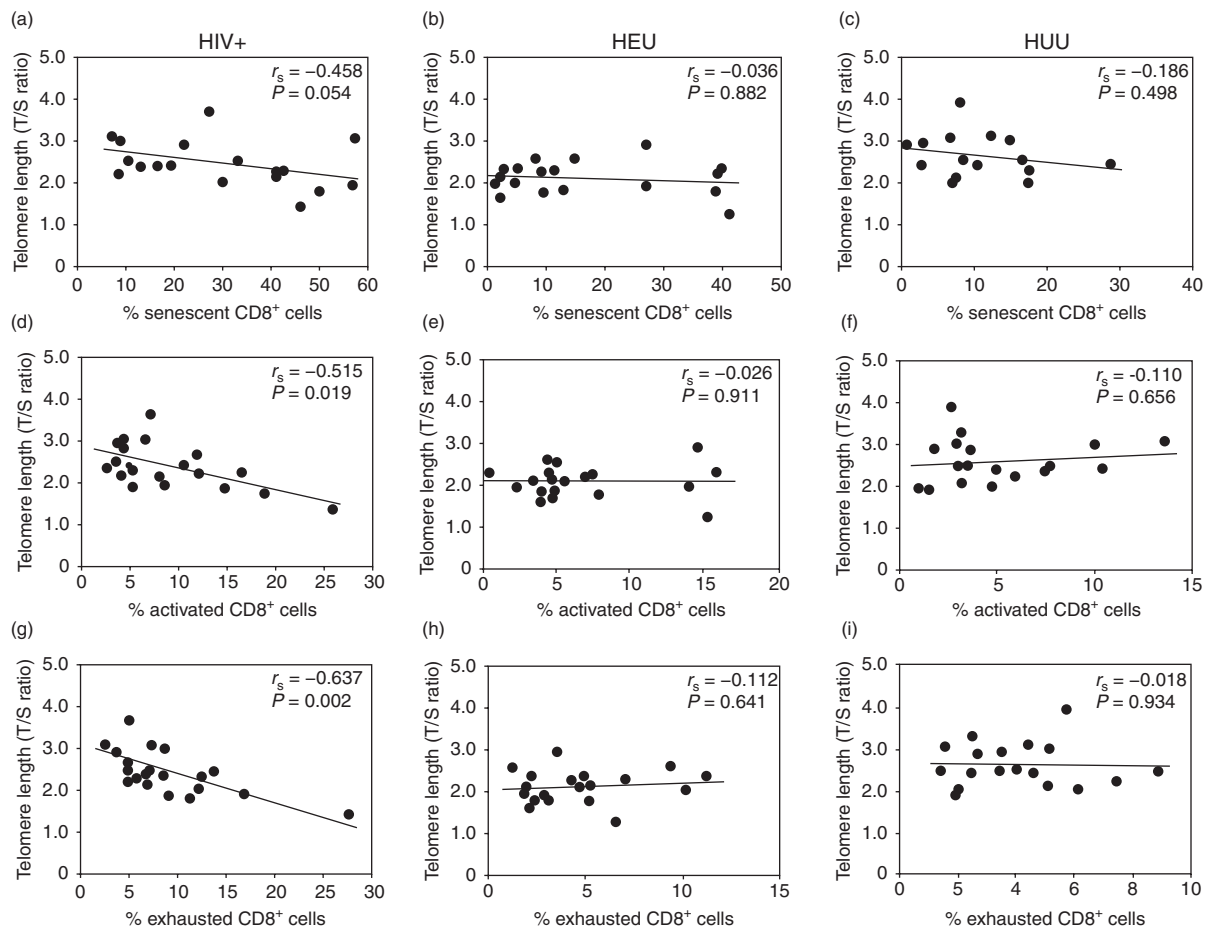 (a)
HIV+
Telomere length (T/S ratio)
5.0
4.0
3.0
2.0
1.0
0
rs = −0.458
P = 0.054
0 10 20 30 40 50 60
% senescent CD8⁺ cells
(b)
HEU
Telomere length (T/S ratio)
5.0
4.0
3.0
2.0
1.0
0
rs = −0.036
P = 0.882
0 10 20 30 40 50
% senescent CD8⁺ cells
(c)
HUU
Telomere length (T/S ratio)
5.0
4.0
3.0
2.0
1.0
0
rs = −0.186
P = 0.498
0 10 20 30 40
% senescent CD8⁺ cells
(d)
Telomere length (T/S ratio)
5.0
4.0
3.0
2.0
1.0
0
rs = −0.515
P = 0.019
0 5 10 15 20 25 30
% activated CD8⁺ cells
(e)
Telomere length (T/S ratio)
5.0
4.0
3.0
2.0
1.0
0
rs = −0.026
P = 0.911
0 5 10 15 20
% activated CD8⁺ cells
(f)
Telomere length (T/S ratio)
5.0
4.0
3.0
2.0
1.0
0
rs = -0.110
P = 0.656
0 5 10 15
% activated CD8⁺ cells
(g)
Telomere length (T/S ratio)
5.0
4.0
3.0
2.0
1.0
0
rs = −0.637
P = 0.002
0 5 10 15 20 25 30
% exhausted CD8⁺ cells
(h)
Telomere length (T/S ratio)
5.0
4.0
3.0
2.0
1.0
0
rs = −0.112
P = 0.641
0 5 10 15
% exhausted CD8⁺ cells
(i)
Telomere length (T/S ratio)
5.0
4.0
3.0
2.0
1.0
0
rs = −0.018
P = 0.934
0 5 4 6 8 10
% exhausted CD8⁺ cells